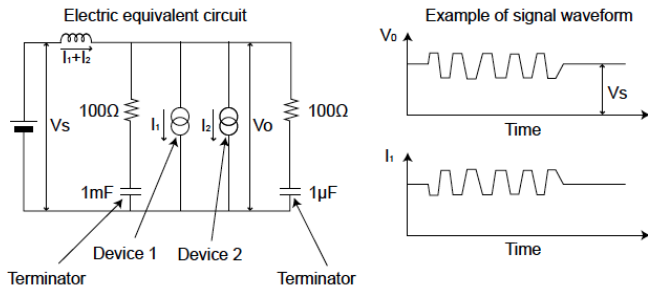 Electric equivalent circuit
I₁+I₂
Vs
100Ω
I₁
I₂
Vo
100Ω
1mF
1μF
Device 1
Device 2
Terminator
Terminator
Example of signal waveform
V₀
Vs
Time
I₁
Time